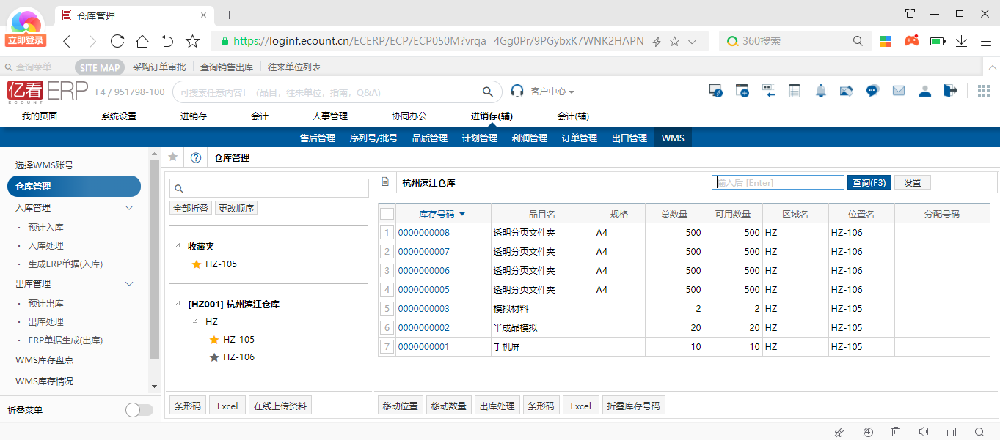 仓库管理
立即登录
https://loginf.ecount.cn/ECERP/ECP/ECP050M?vrqa=4Gg0Pr/9PGybxK7WNK2HAPN
360搜索
查询菜单 SITE MAP 采购订单审批 查询销售出库 往来单位列表
亿看 ERP ECOUNT F4 / 951798-100 可搜索任意内容! (品目, 往来单位, 指南, Q&A) 客户中心
我的页面 系统设置 进销存 会计 人事管理 协同办公 进销存(辅) 会计(辅)
售后管理 序列号/批号 品质管理 计划管理 利润管理 订单管理 出口管理 WMS
选择WMS账号
仓库管理
入库管理
· 预计入库
· 入库处理
· 生成ERP单据(入库)
出库管理
· 预计出库
· 出库处理
· ERP单据生成(出库)
WMS库存盘点
WMS库存情况
折叠菜单
仓库管理
全部折叠 更改顺序
收藏夹
HZ-105
[HZ001] 杭州滨江仓库
HZ
HZ-105
HZ-106
条形码 Excel 在线上传资料
杭州滨江仓库 输入后 [Enter] 查询(F3) 设置
库存号码 品目名 规格 总数量 可用数量 区域名 位置名 分配号码
1 0000000008 透明分页文件夹 A4 500 500 HZ HZ-106
2 0000000007 透明分页文件夹 A4 500 500 HZ HZ-106
3 0000000006 透明分页文件夹 A4 500 500 HZ HZ-106
4 0000000005 透明分页文件夹 A4 500 500 HZ HZ-106
5 0000000003 模拟材料 2 2 HZ HZ-105
6 0000000002 半成品模拟 20 20 HZ HZ-105
7 0000000001 手机屏 10 10 HZ HZ-105
移动位置 移动数量 出库处理 条形码 Excel 折叠库存号码